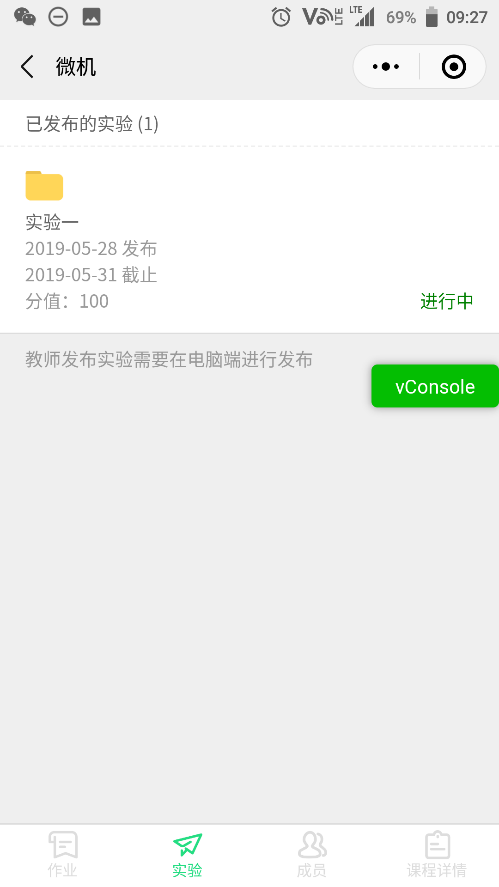 LTE
LTE
69%
09:27
微机
已发布的实验 (1)
实验一
2019-05-28 发布
2019-05-31 截止
分值：100
进行中
教师发布实验需要在电脑端进行发布
vConsole
作业
实验
成员
课程详情